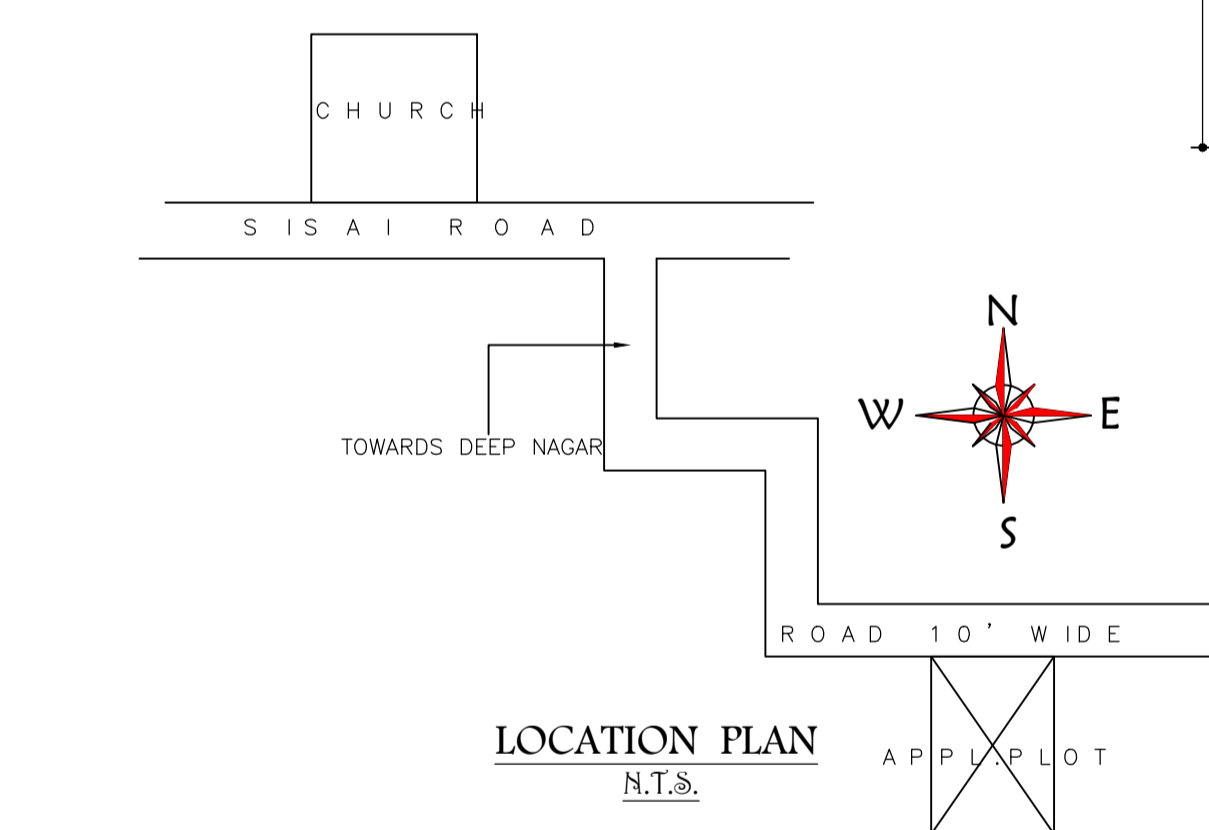 CHURCH
SISAI ROAD
N
W E
TOWARDS DEEP NAGAR
S
ROAD 10' WIDE
LOCATION PLAN
APPL.PLOT
N.T.S.